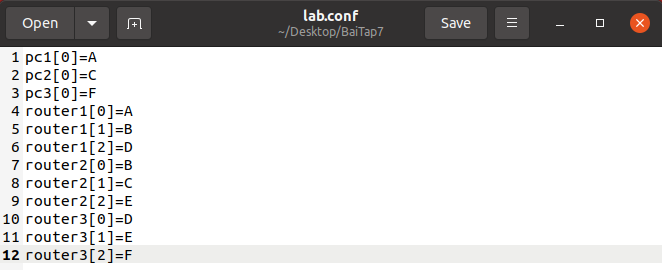 Open
lab.conf
~/Desktop/BaiTap7
Save
1 pc1[0]=A
2 pc2[0]=C
3 pc3[0]=F
4 router1[0]=A
5 router1[1]=B
6 router1[2]=D
7 router2[0]=B
8 router2[1]=C
9 router2[2]=E
10 router3[0]=D
11 router3[1]=E
12 router3[2]=F